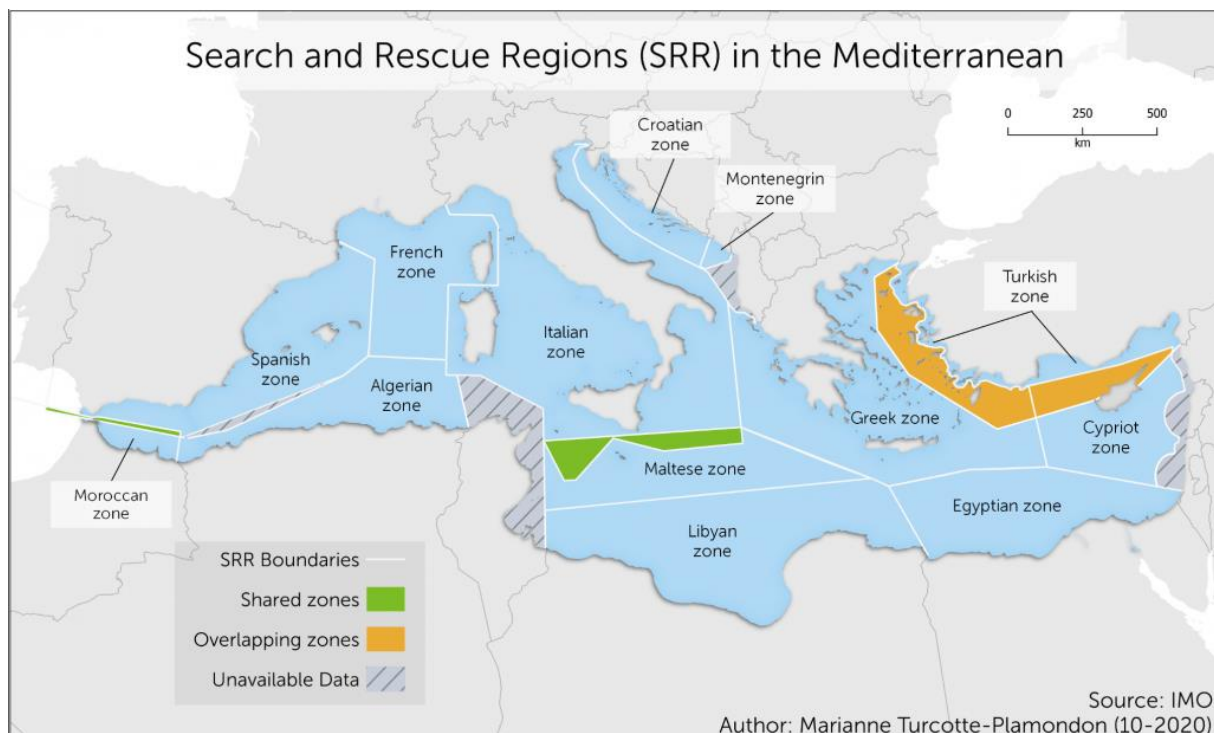 Search and Rescue Regions (SRR) in the Mediterranean
0 250 500
km
Croatian
zone
Montenegrin
zone
French
zone
Turkish
zone
Italian
zone
Spanish
zone
Algerian
zone
Greek zone
Cypriot
zone
Maltese zone
Moroccan
zone
Egyptian zone
Libyan
zone
SRR Boundaries
Shared zones
Overlapping zones
Unavailable Data
Source: IMO
Author: Marianne Turcotte-Plamondon (10-2020)